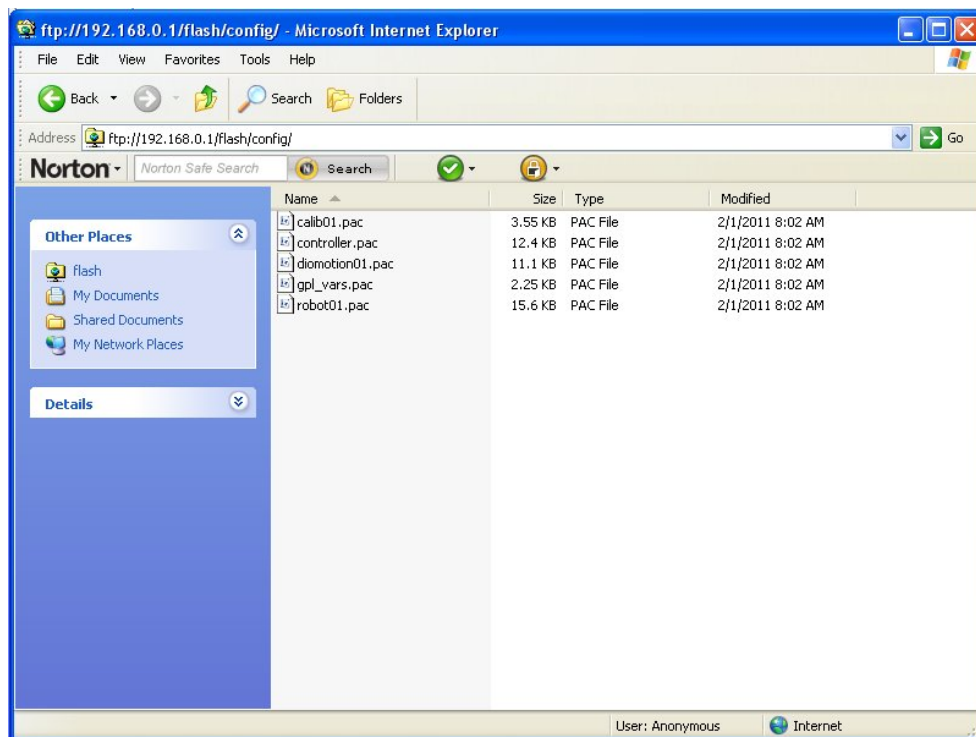 ftp://192.168.0.1/flash/config/ - Microsoft Internet Explorer
File Edit View Favorites Tools Help
Back Search Folders
Address ftp://192.168.0.1/flash/config/ Go
Norton Norton Safe Search Search
Name Size Type Modified
Other Places
flash
My Documents
Shared Documents
My Network Places
Details
calib01.pac 3.55 KB PAC File 2/1/2011 8:02 AM
controller.pac 12.4 KB PAC File 2/1/2011 8:02 AM
diomotion01.pac 11.1 KB PAC File 2/1/2011 8:02 AM
gpl_vars.pac 2.25 KB PAC File 2/1/2011 8:02 AM
robot01.pac 15.6 KB PAC File 2/1/2011 8:02 AM
User: Anonymous Internet